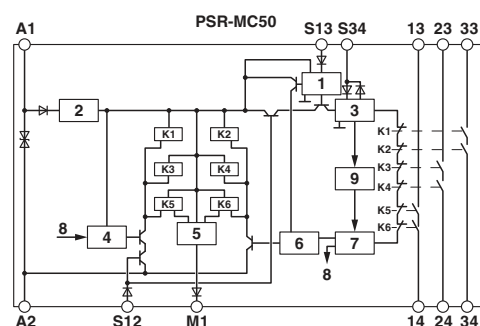 PSR-MC50
A1 S13 S34 13 23 33
1
2 3
K1 K2 K1
K2
K3 K4 K3
9 K4
K5 K6 K5
8 4 5 6 7 K6
8
A2 S12 M1 14 24 34